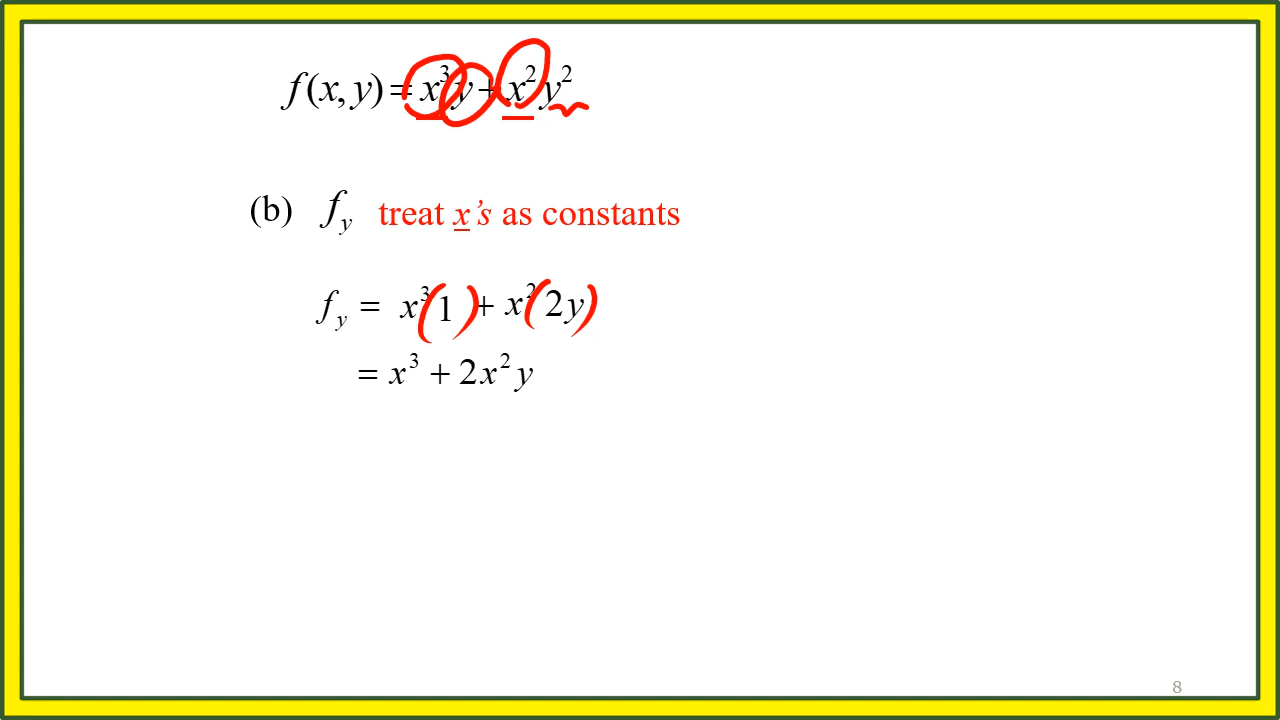 f(x, y) = x³y + x²y²
(b) f_y treat x's as constants
f_y = x³(1) + x²(2y)
= x³ + 2x²y
8